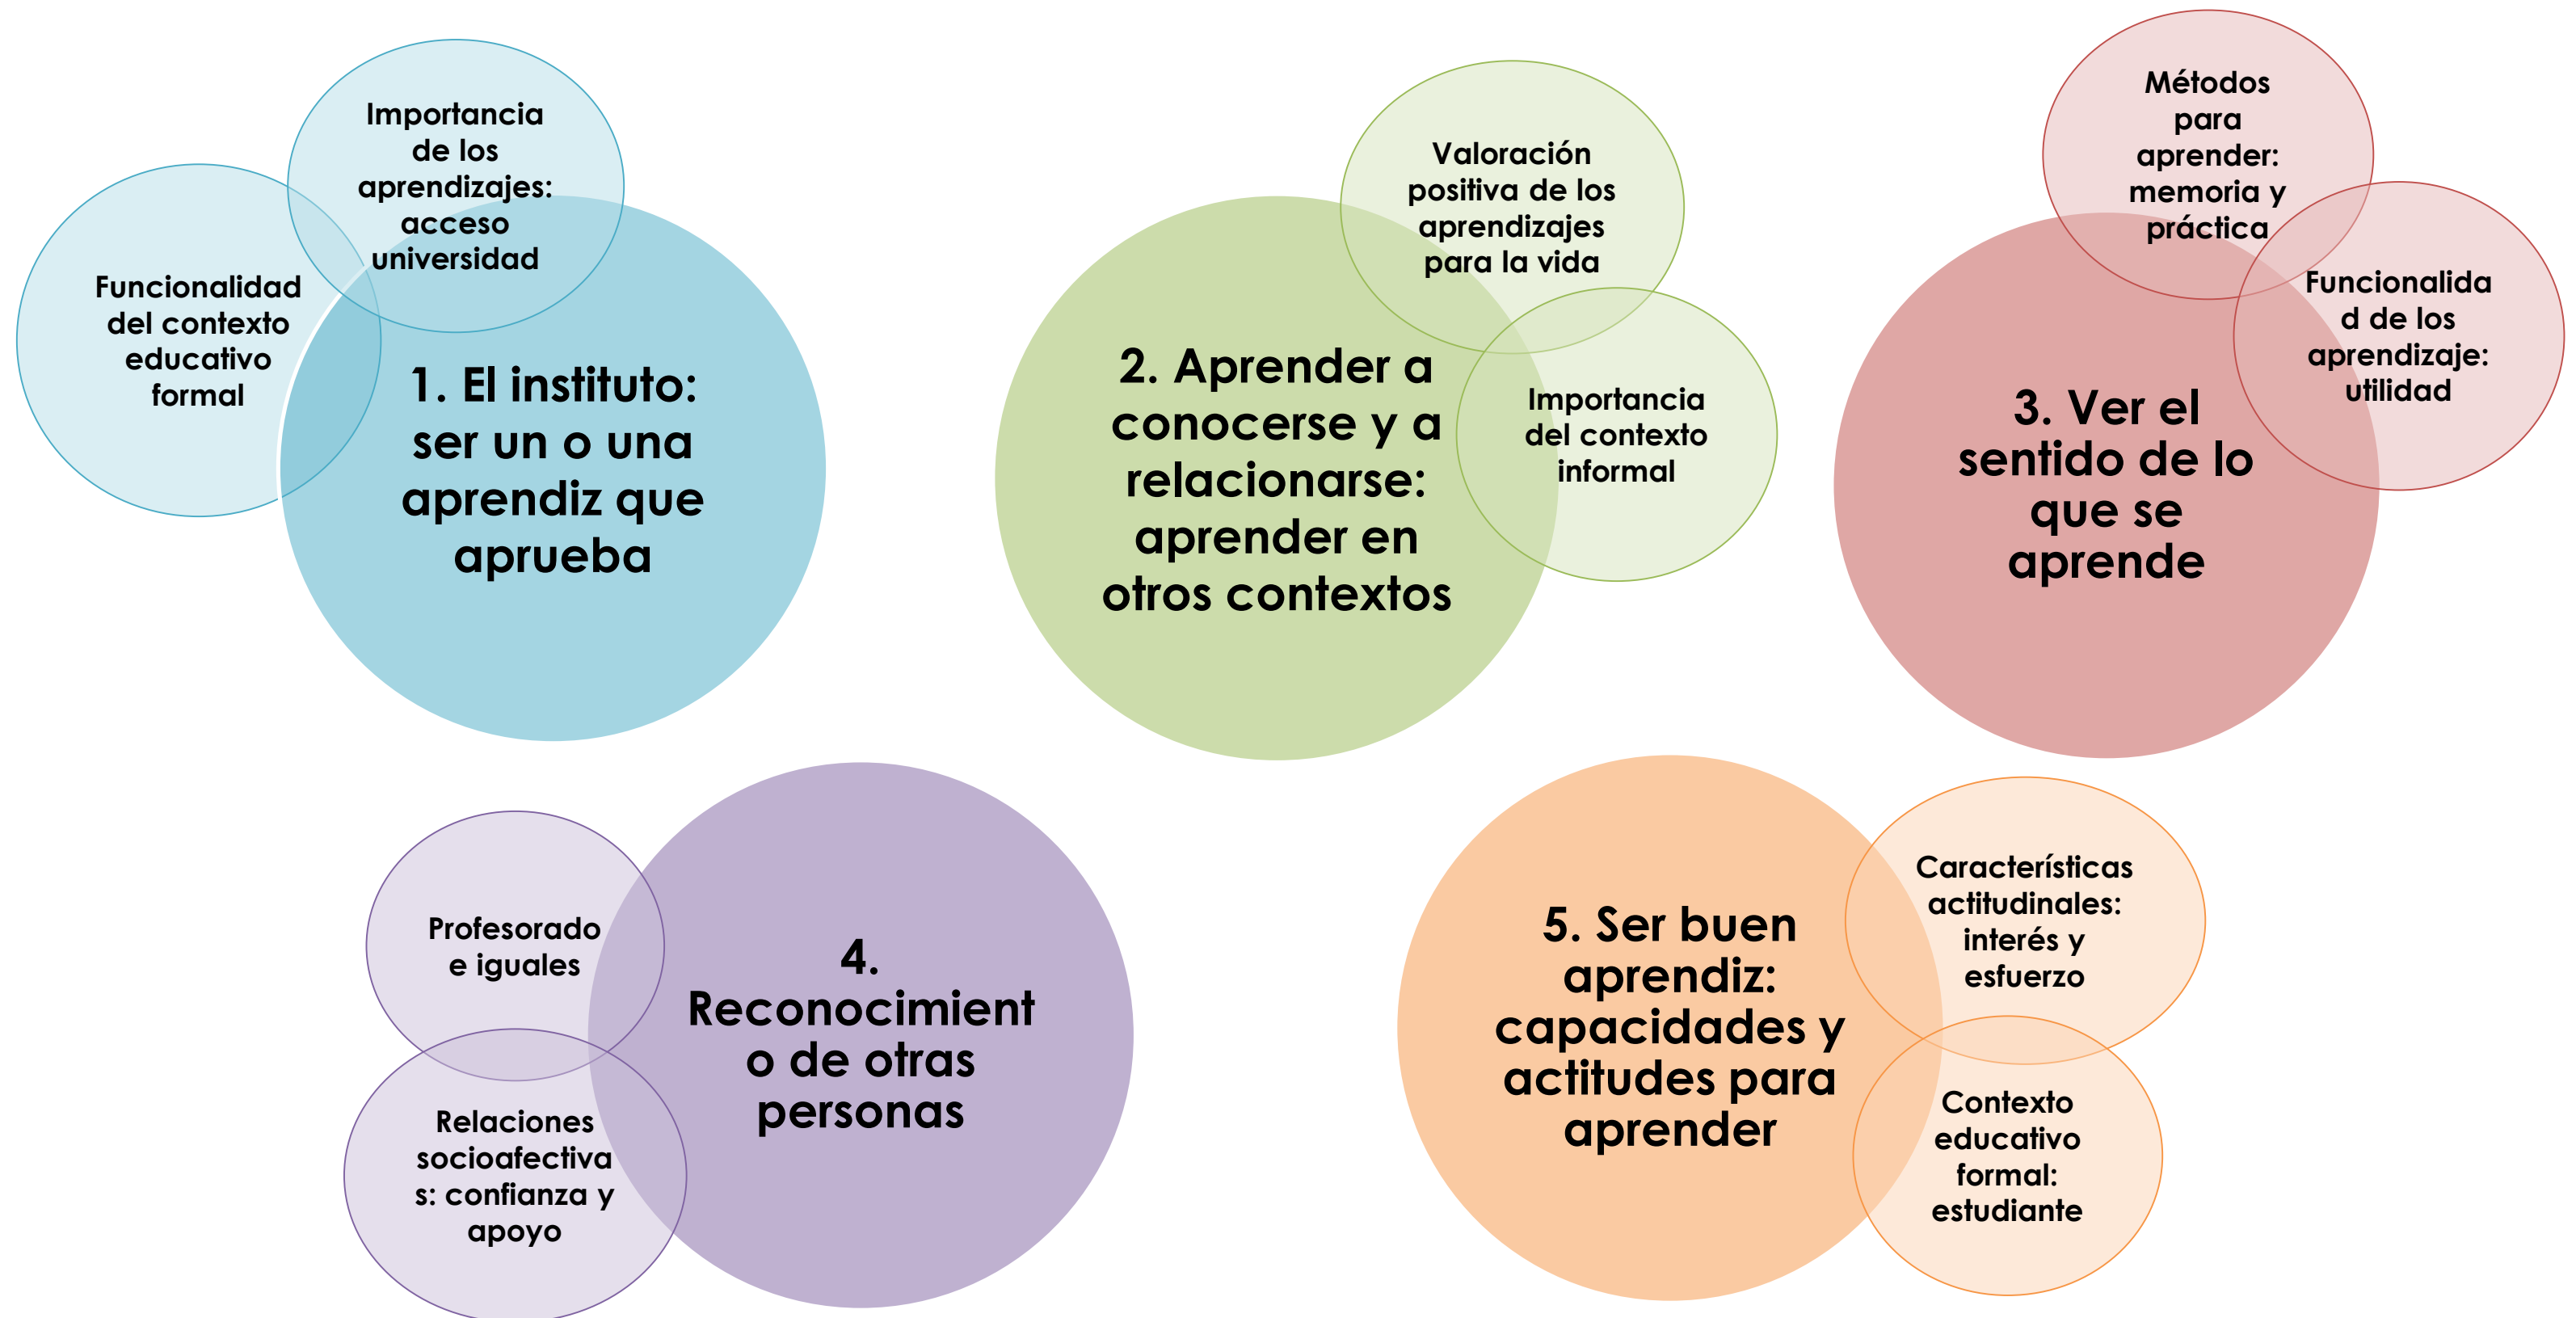 Importancia
de los
aprendizajes:
acceso
universidad
Funcionalidad
del contexto
educativo
formal
1. El instituto:
ser un o una
aprendiz que
aprueba
Valoración
positiva de los
aprendizajes
para la vida
Importancia
del contexto
informal
2. Aprender a
conocerse y a
relacionarse:
aprender en
otros contextos
Métodos
para
aprender:
memoria y
práctica
Funcionalida
d de los
aprendizaje:
utilidad
3. Ver el
sentido de lo
que se
aprende
Profesorado
e iguales
Relaciones
socioafectiva
s: confianza y
apoyo
4.
Reconocimient
o de otras
personas
5. Ser buen
aprendiz:
capacidades y
actitudes para
aprender
Características
actitudinales:
interés y
esfuerzo
Contexto
educativo
formal:
estudiante